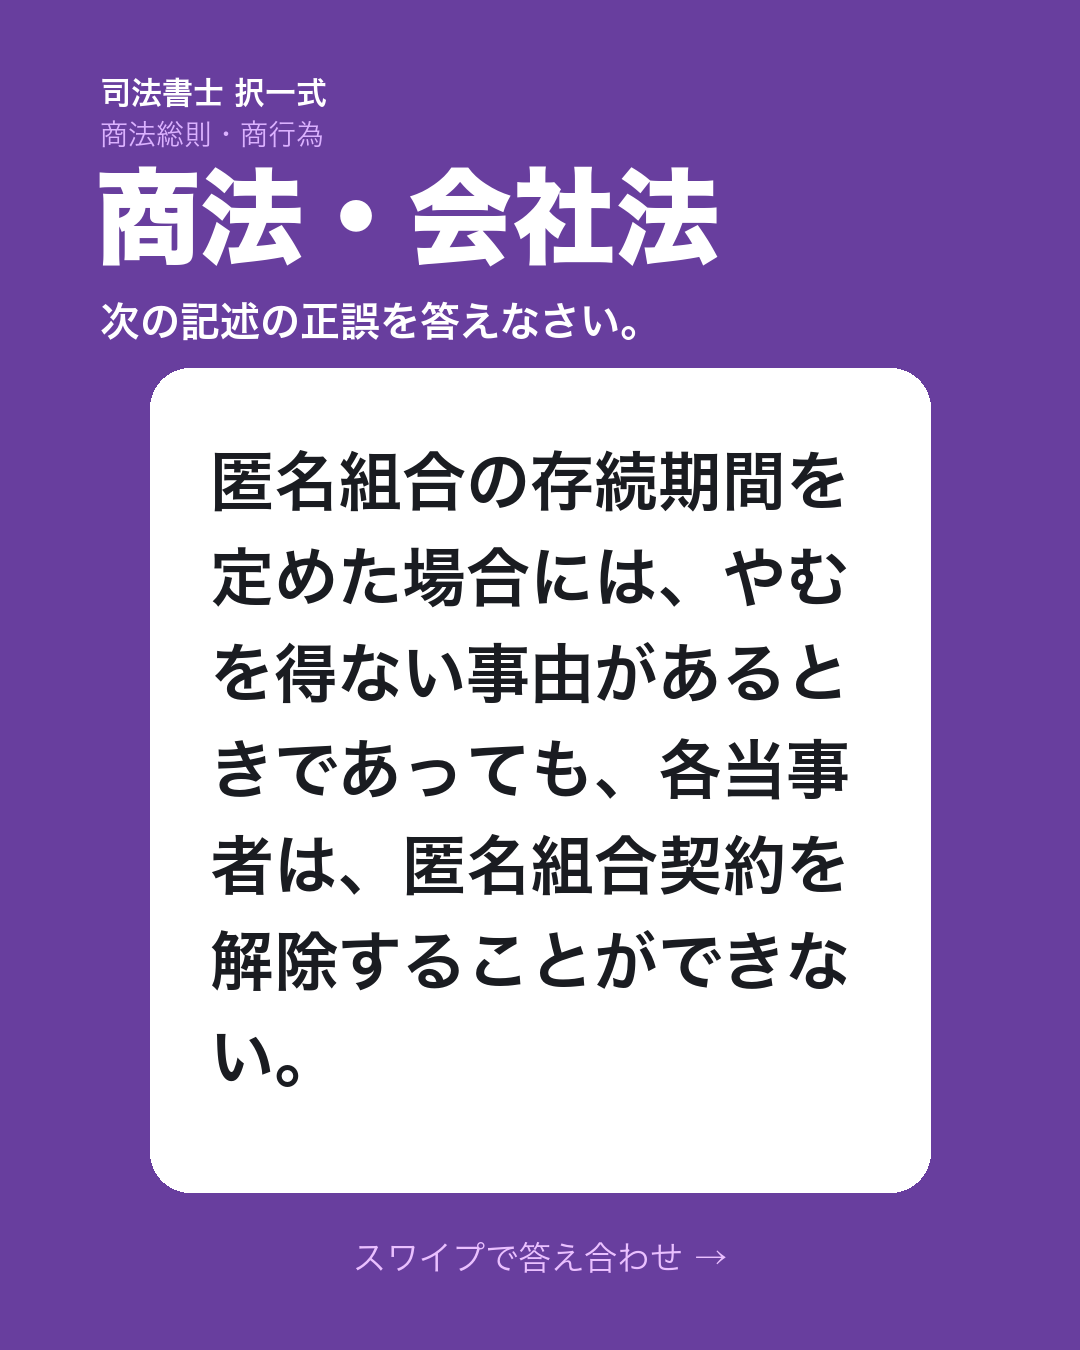 司法書士 択一式
商法総則・商行為
商法・会社法
次の記述の正誤を答えなさい。
匿名組合の存続期間を
定めた場合には、やむ
を得ない事由があると
きであっても、各当事
者は、匿名組合契約を
解除することができな
い。
スワイプで答え合わせ →